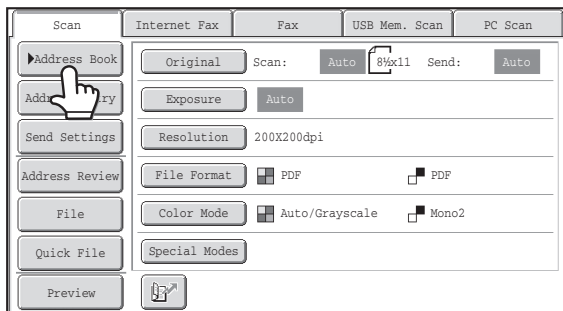 Scan Internet Fax Fax USB Mem. Scan PC Scan
Address Book Original Scan: Auto 8½x11 Send: Auto
Exposure Auto
Send Settings Resolution 200X200dpi
Address Review File Format PDF PDF
File Color Mode Auto/Grayscale Mono2
Quick File Special Modes
Preview